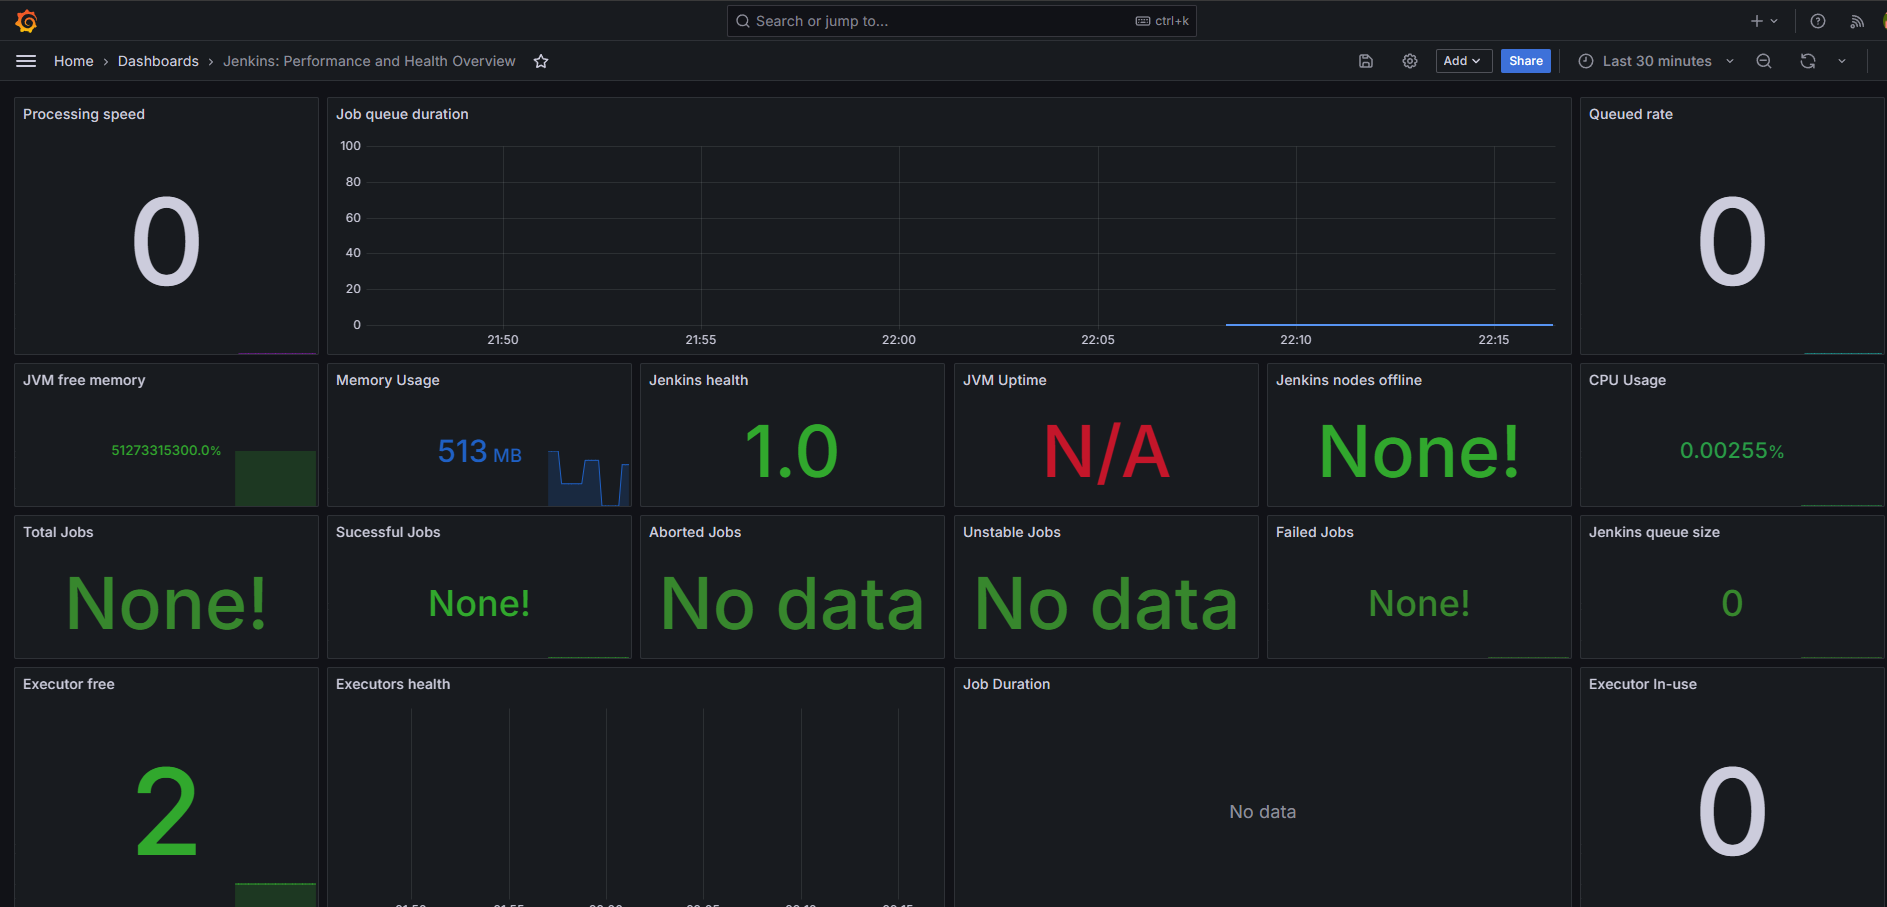 Search or jump to...
ctrl+k
Home › Dashboards › Jenkins: Performance and Health Overview
Add
Share
Last 30 minutes
Processing speed
0
Job queue duration
100
80
60
40
20
0
21:50 21:55 22:00 22:05 22:10 22:15
Queued rate
0
JVM free memory
51273315300.0%
Memory Usage
513 MB
Jenkins health
1.0
JVM Uptime
N/A
Jenkins nodes offline
None!
CPU Usage
0.00255%
Total Jobs
None!
Sucessful Jobs
None!
Aborted Jobs
No data
Unstable Jobs
No data
Failed Jobs
None!
Jenkins queue size
0
Executor free
2
Executors health
Job Duration
No data
Executor In-use
0